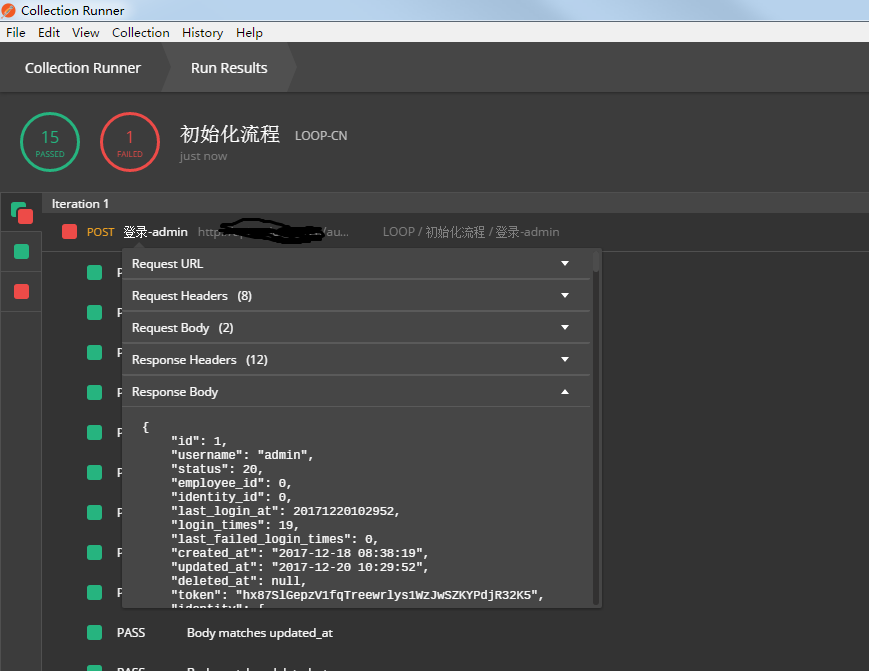 Collection Runner
File Edit View Collection History Help
Collection Runner Run Results
15 PASSED
1 FAILED
初始化流程 LOOP-CN
just now
Iteration 1
POST 登录-admin http /au... LOOP / 初始化流程 / 登录-admin
Request URL
Request Headers (8)
Request Body (2)
Response Headers (12)
Response Body
{
"id": 1,
"username": "admin",
"status": 20,
"employee_id": 0,
"identity_id": 0,
"last_login_at": 20171220102952,
"login_times": 19,
"last_failed_login_times": 0,
"created_at": "2017-12-18 08:38:19",
"updated_at": "2017-12-20 10:29:52",
"deleted_at": null,
"token": "hx87SlGepzV1fqTreewrlys1WzJwSZKYPdjR32K5",
"identity": {
PASS Body matches updated_at